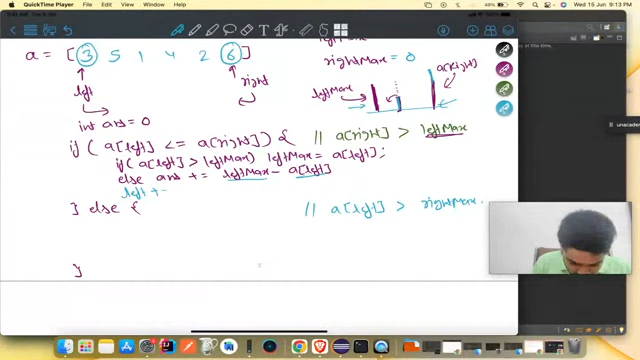 QuickTime Player File Edit View Window Help
Wed 15 Jun 9:13 PM
a = [ 3 5 1 4 2 6 ]
rightMax = 0
left
right
leftMax
a[right]
int ans = 0
if ( a[left] <= a[right]) { // a[right] > leftMax
if ( a[left] > leftMax) leftMax = a[left];
else ans += leftMax - a[left]
left +-
} else { // a[left] > rightMax.
}